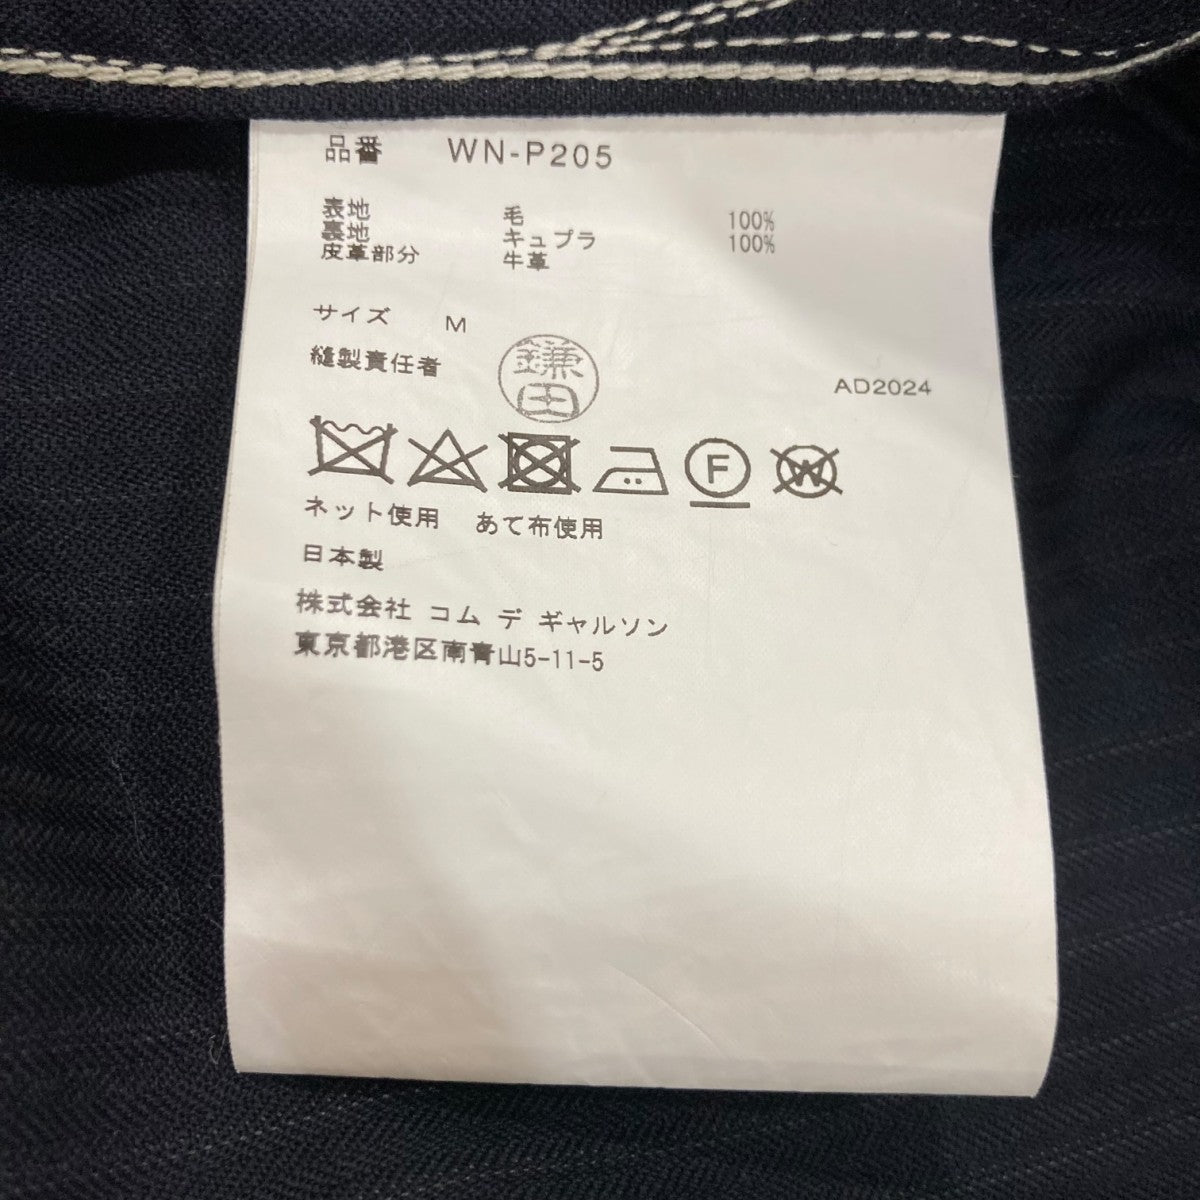 品番 WN-P205
表地 毛 100%
裏地 キュプラ 100%
皮革部分 牛革
サイズ M
縫製責任者 鎌田
AD2024
F W
ネット使用 あて布使用
日本製
株式会社 コム デ ギャルソン
東京都港区南青山5-11-5